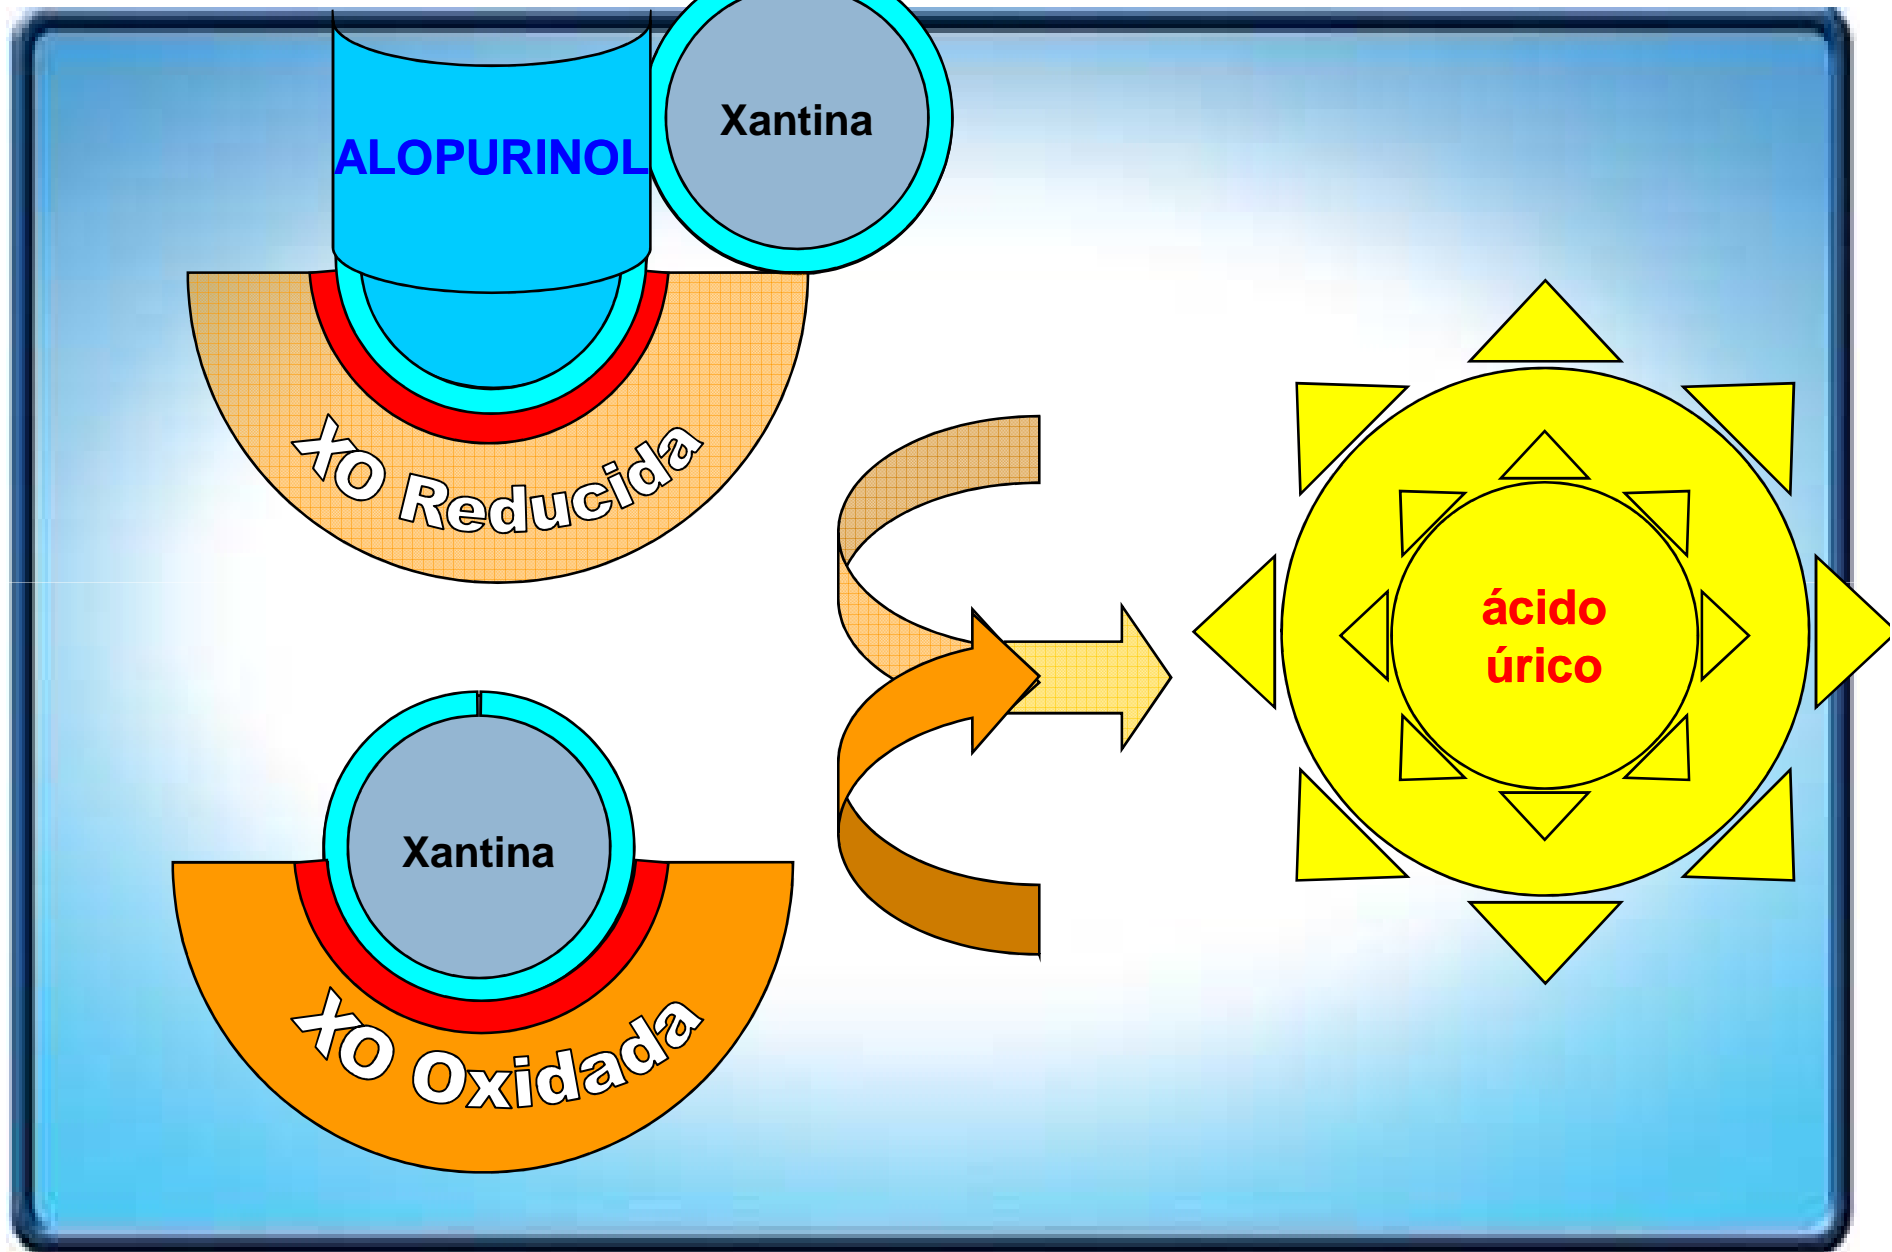 Xantina
ALOPURINOL
XO Reducida
ácido
úrico
Xantina
XO Oxidada